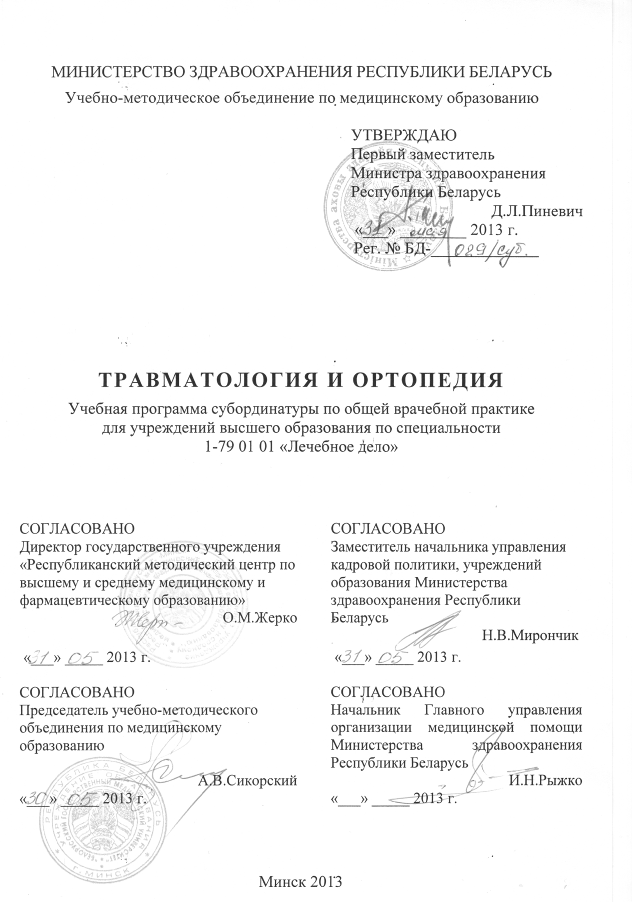 МИНИСТЕРСТВО ЗДРАВООХРАНЕНИЯ РЕСПУБЛИКИ БЕЛАРУСЬ
Учебно-методическое объединение по медицинскому образованию
УТВЕРЖДАЮ
Первый заместитель
Министра здравоохранения
Республики Беларусь
Д.Л.Пиневич
«31» мая 2013 г.
Рег. № БД- 029/суб.
ТРАВМАТОЛОГИЯ И ОРТОПЕДИЯ
Учебная программа субординатуры по общей врачебной практике
для учреждений высшего образования по специальности
1-79 01 01 «Лечебное дело»
СОГЛАСОВАНО
Директор государственного учреждения
«Республиканский методический центр по
высшему и среднему медицинскому и
фармацевтическому образованию»
О.М.Жерко
«31» 05 2013 г.
СОГЛАСОВАНО
Заместитель начальника управления
кадровой политики, учреждений
образования Министерства
здравоохранения Республики
Беларусь
Н.В.Мирончик
«31» 05 2013 г.
СОГЛАСОВАНО
Председатель учебно-методического
объединения по медицинскому
образованию
А.В.Сикорский
«30» 05 2013 г.
СОГЛАСОВАНО
Начальник Главного управления
организации медицинской помощи
Министерства здравоохранения
Республики Беларусь
И.Н.Рыжко
«___» ______ 2013 г.
Минск 2013